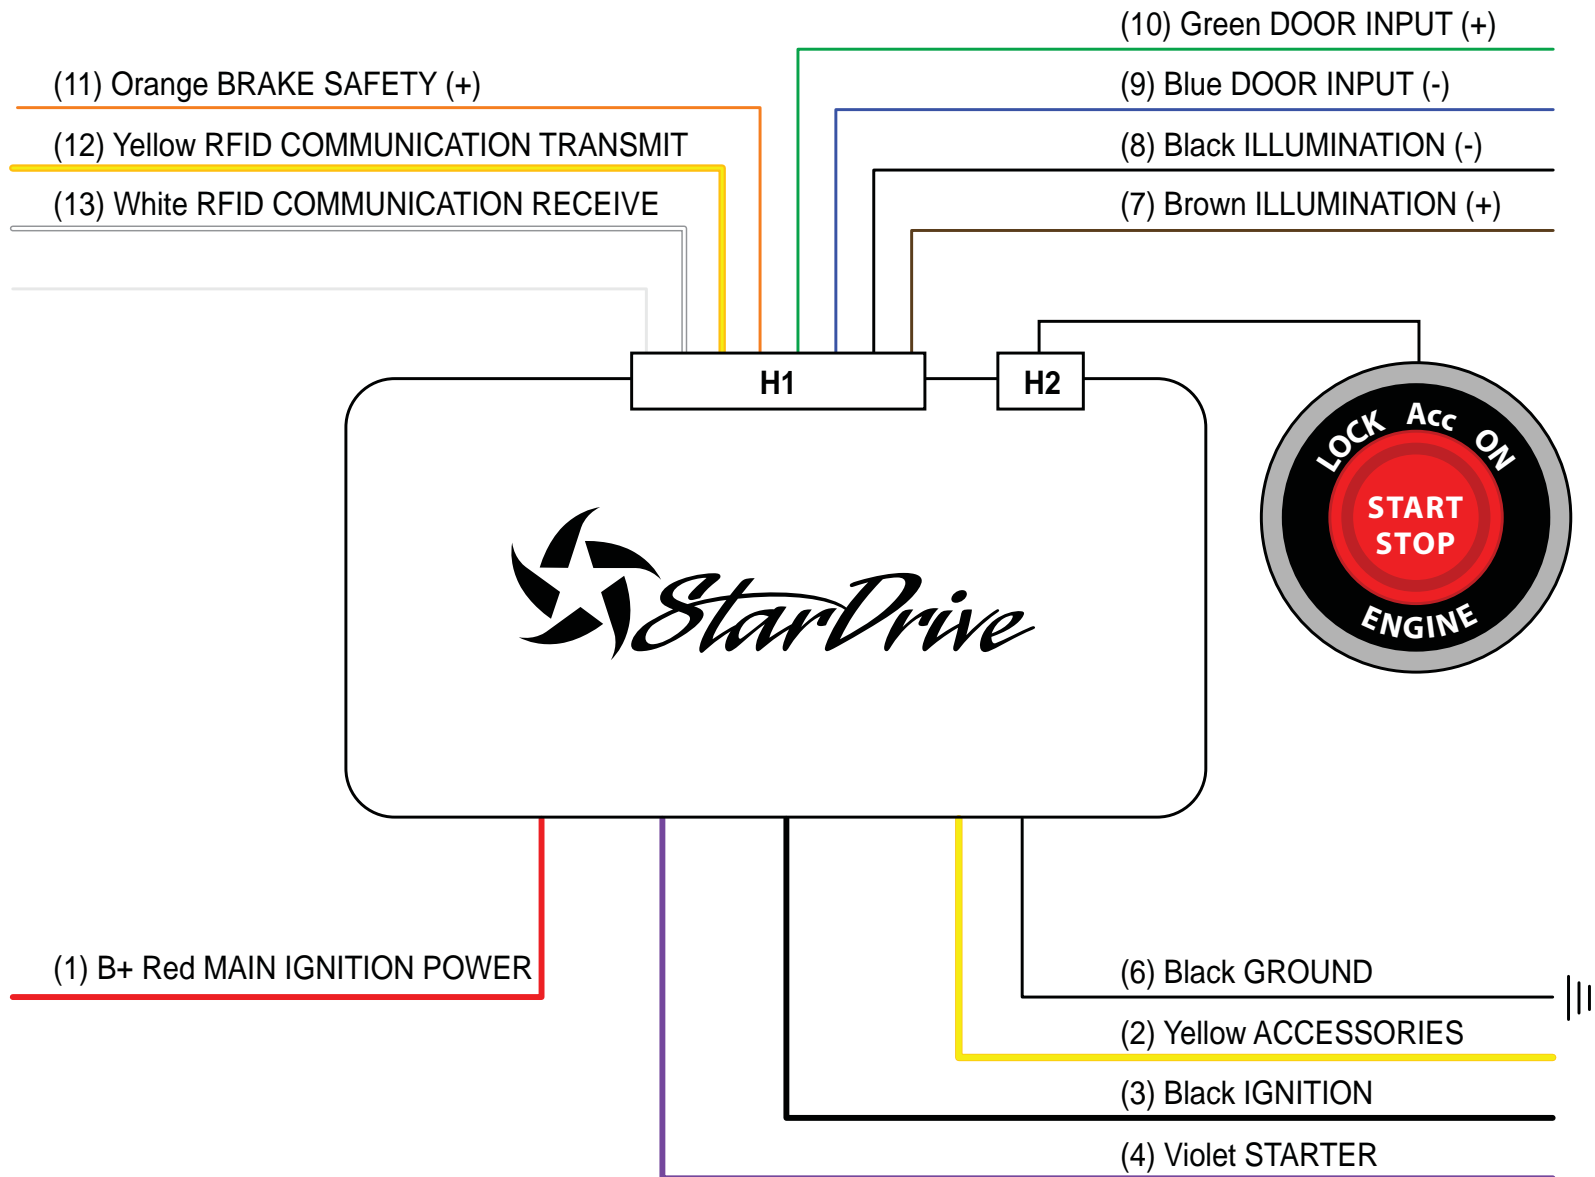 (10) Green DOOR INPUT (+)
(11) Orange BRAKE SAFETY (+)
(9) Blue DOOR INPUT (-)
(12) Yellow RFID COMMUNICATION TRANSMIT
(8) Black ILLUMINATION (-)
(13) White RFID COMMUNICATION RECEIVE
(7) Brown ILLUMINATION (+)
H1
H2
LOCK Acc ON
START
STOP
ENGINE
StarDrive
(1) B+ Red MAIN IGNITION POWER
(6) Black GROUND
(2) Yellow ACCESSORIES
(3) Black IGNITION
(4) Violet STARTER